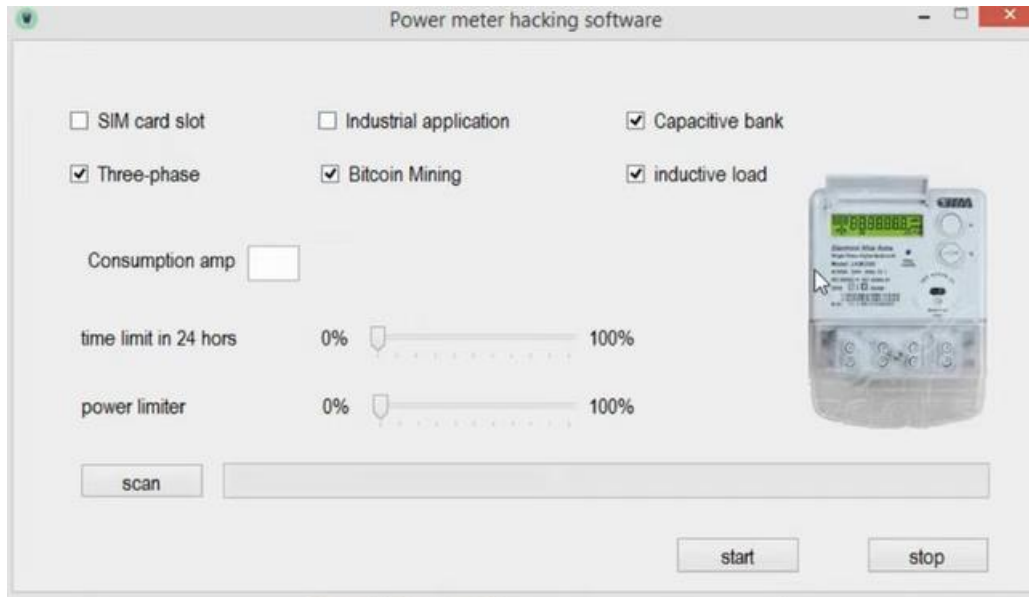 Power meter hacking software
SIM card slot
Industrial application
Capacitive bank
Three-phase
Bitcoin Mining
inductive load
Consumption amp
time limit in 24 hors
0%
100%
power limiter
0%
100%
scan
start
stop